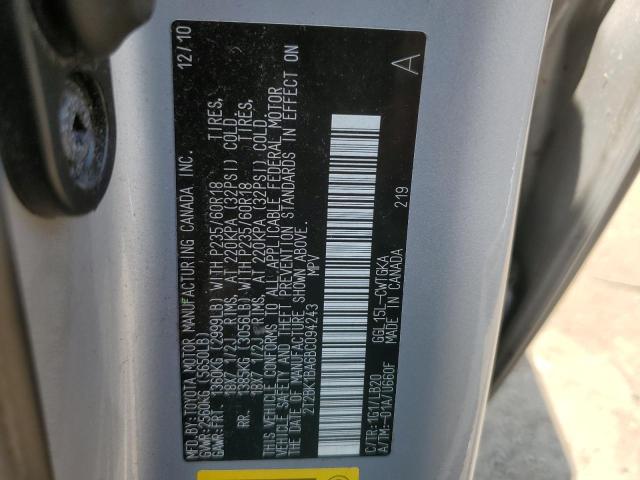 MFD.BY:TOYOTA MOTOR MANUFACTURING CANADA INC. 12/10
GVWR:2560KG (5650LB)
GAWR:FRT. 1360KG (2999LB) WITH P235/60R18 TIRES,
18X7 1/2J RIMS, AT 220KPA (32PSI) COLD.
RR. 1385KG (3056LB) WITH P235/60R18 TIRES,
18X7 1/2J RIMS, AT 220KPA (32PSI) COLD.
THIS VEHICLE CONFORMS TO ALL APPLICABLE FEDERAL MOTOR
VEHICLE SAFETY AND THEFT PREVENTION STANDARDS IN EFFECT ON
THE DATE OF MANUFACTURE SHOWN ABOVE.
2T2BK1BA6BC094243 MPV
A
219
C/TR:1G1/LB20 GGL15L-CWTGKA
A/TM:-01A/U660F MADE IN CANADA